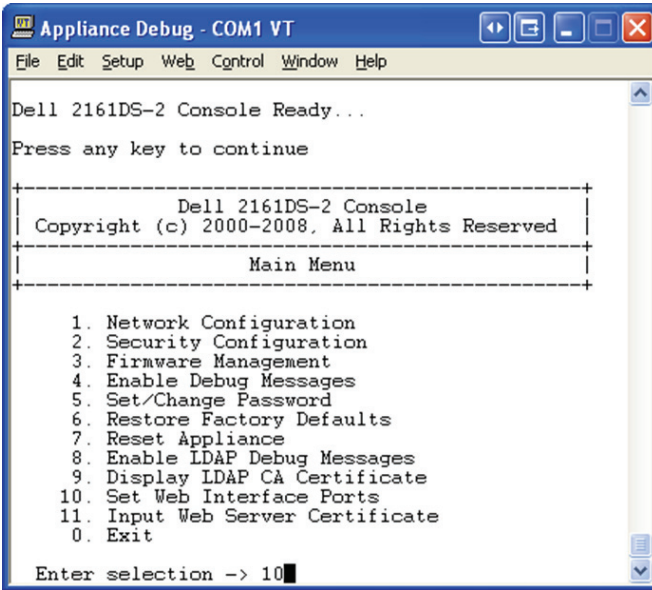 Appliance Debug - COM1 VT
File Edit Setup Web Control Window Help
Dell 2161DS-2 Console Ready...
Press any key to continue
Dell 2161DS-2 Console
Copyright (c) 2000-2008, All Rights Reserved
Main Menu
1. Network Configuration
2. Security Configuration
3. Firmware Management
4. Enable Debug Messages
5. Set/Change Password
6. Restore Factory Defaults
7. Reset Appliance
8. Enable LDAP Debug Messages
9. Display LDAP CA Certificate
10. Set Web Interface Ports
11. Input Web Server Certificate
0. Exit
Enter selection -> 10